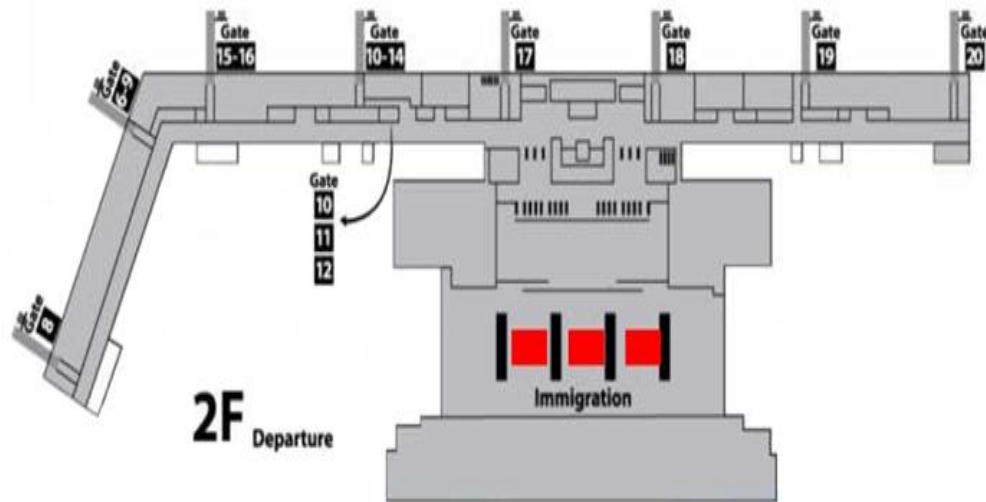 Gate
15-16
Gate
10-14
Gate
17
Gate
18
Gate
19
Gate
20
Gate
6-9
Gate
10
11
12
Gate
8
Immigration
2F Departure